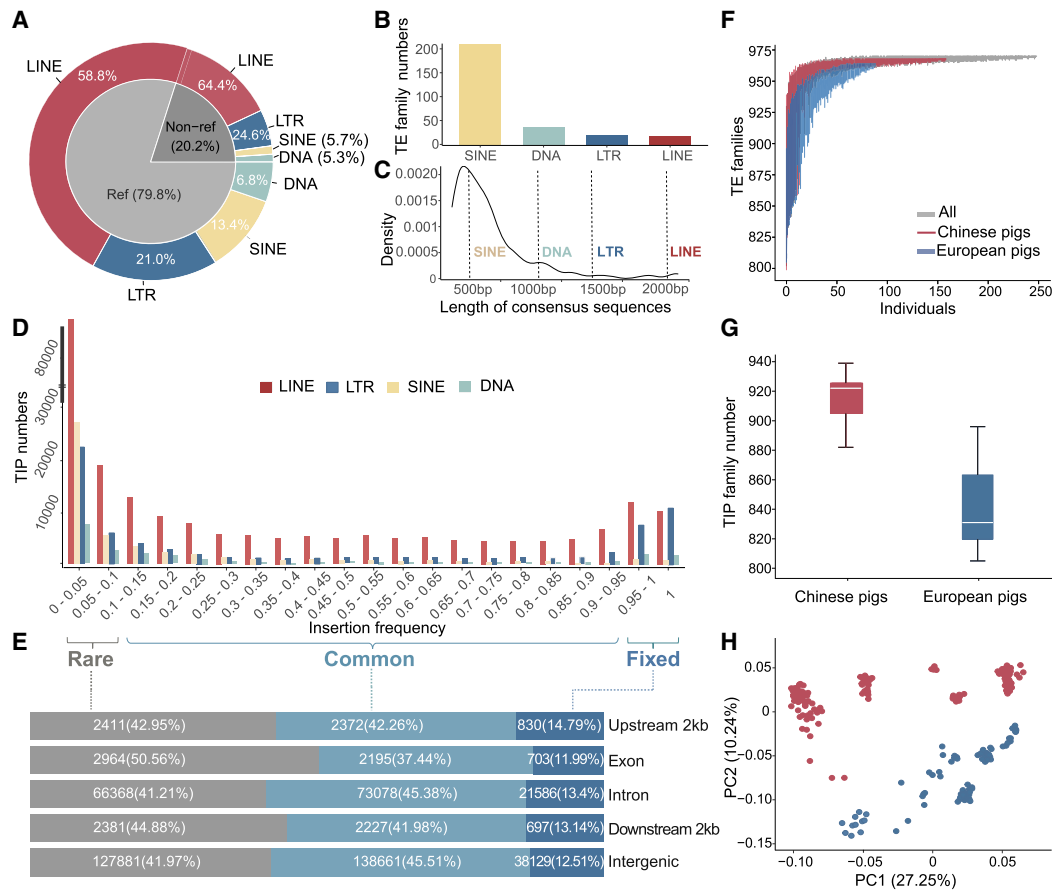 A
LINE
58.8%
LINE
64.4%
LTR
24.6%
SINE (5.7%)
DNA (5.3%)
Non−ref
(20.2%)
Ref (79.8%)
6.8%
DNA
13.4%
SINE
21.0%
LTR
B
TE family numbers
200
150
100
50
0
SINE
DNA
LTR
LINE
C
Density
0.0020
0.0015
0.001
0.0005
0
SINE
DNA
LTR
LINE
500bp
1000bp
1500bp
2000bp
Length of consensus sequences
F
TE families
975
950
925
900
875
850
825
800
All
Chinese pigs
European pigs
0
50
100
150
200
250
Individuals
D
TIP numbers
80000
30000
20000
10000
LINE
LTR
SINE
DNA
0 - 0.05
0.05 - 0.1
0.1 - 0.15
0.15 - 0.2
0.2 - 0.25
0.25 - 0.3
0.3 - 0.35
0.35 - 0.4
0.4 - 0.45
0.45 - 0.5
0.5 - 0.55
0.55 - 0.6
0.6 - 0.65
0.65 - 0.7
0.7 - 0.75
0.75 - 0.8
0.8 - 0.85
0.85 - 0.9
0.9 - 0.95
0.95 - 1
1
Insertion frequency
G
TIP family number
940
920
900
880
860
840
820
800
Chinese pigs
European pigs
E
Rare
Common
Fixed
2411(42.95%)
2372(42.26%)
830(14.79%)
Upstream 2kb
2964(50.56%)
2195(37.44%)
703(11.99%)
Exon
66368(41.21%)
73078(45.38%)
21586(13.4%)
Intron
2381(44.88%)
2227(41.98%)
697(13.14%)
Downstream 2kb
127881(41.97%)
138661(45.51%)
38129(12.51%)
Intergenic
H
PC2 (10.24%)
0.05
0
−0.05
−0.10
−0.15
−0.10
−0.05
0
0.05
PC1 (27.25%)